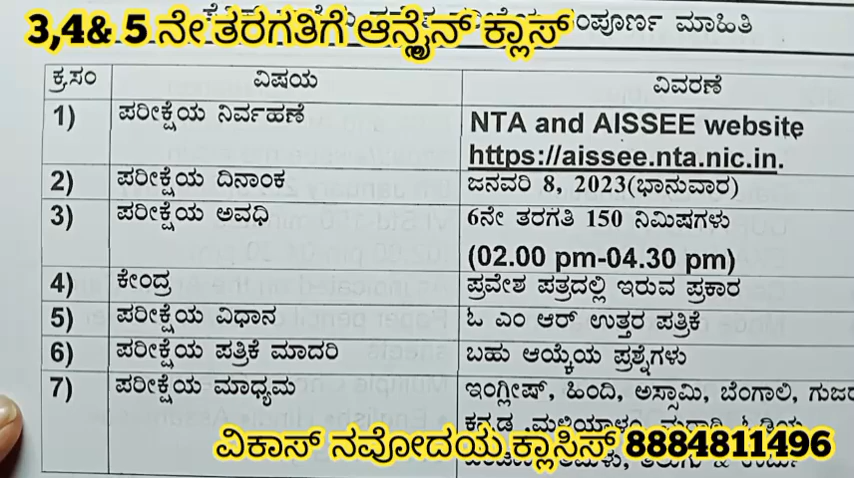 3,4& 5 ನೇ ತರಗತಿಗೆ ಆನ್ಲೈನ್ ಕ್ಲಾಸ್
ಸಂಪೂರ್ಣ ಮಾಹಿತಿ
ಕ್ರ.ಸಂ ವಿಷಯ ವಿವರಣೆ
1) ಪರೀಕ್ಷೆಯ ನಿರ್ವಹಣೆ NTA and AISSEE website
https://aissee.nta.nic.in.
2) ಪರೀಕ್ಷೆಯ ದಿನಾಂಕ ಜನವರಿ 8, 2023(ಭಾನುವಾರ)
3) ಪರೀಕ್ಷೆಯ ಅವಧಿ 6ನೇ ತರಗತಿ 150 ನಿಮಿಷಗಳು
(02.00 pm-04.30 pm)
4) ಕೇಂದ್ರ ಪ್ರವೇಶ ಪತ್ರದಲ್ಲಿ ಇರುವ ಪ್ರಕಾರ
5) ಪರೀಕ್ಷೆಯ ವಿಧಾನ ಓ ಎಂ ಆರ್ ಉತ್ತರ ಪತ್ರಿಕೆ
6) ಪರೀಕ್ಷೆಯ ಪತ್ರಿಕೆ ಮಾದರಿ ಬಹು ಆಯ್ಕೆಯ ಪ್ರಶ್ನೆಗಳು
7) ಪರೀಕ್ಷೆಯ ಮಾಧ್ಯಮ ಇಂಗ್ಲೀಷ್, ಹಿಂದಿ, ಅಸ್ಸಾಮಿ, ಬೆಂಗಾಲಿ,
ಕನ್ನಡ
ವಿಕಾಸ್ ನವೋದಯ ಕ್ಲಾಸಿಸ್ 8884811496